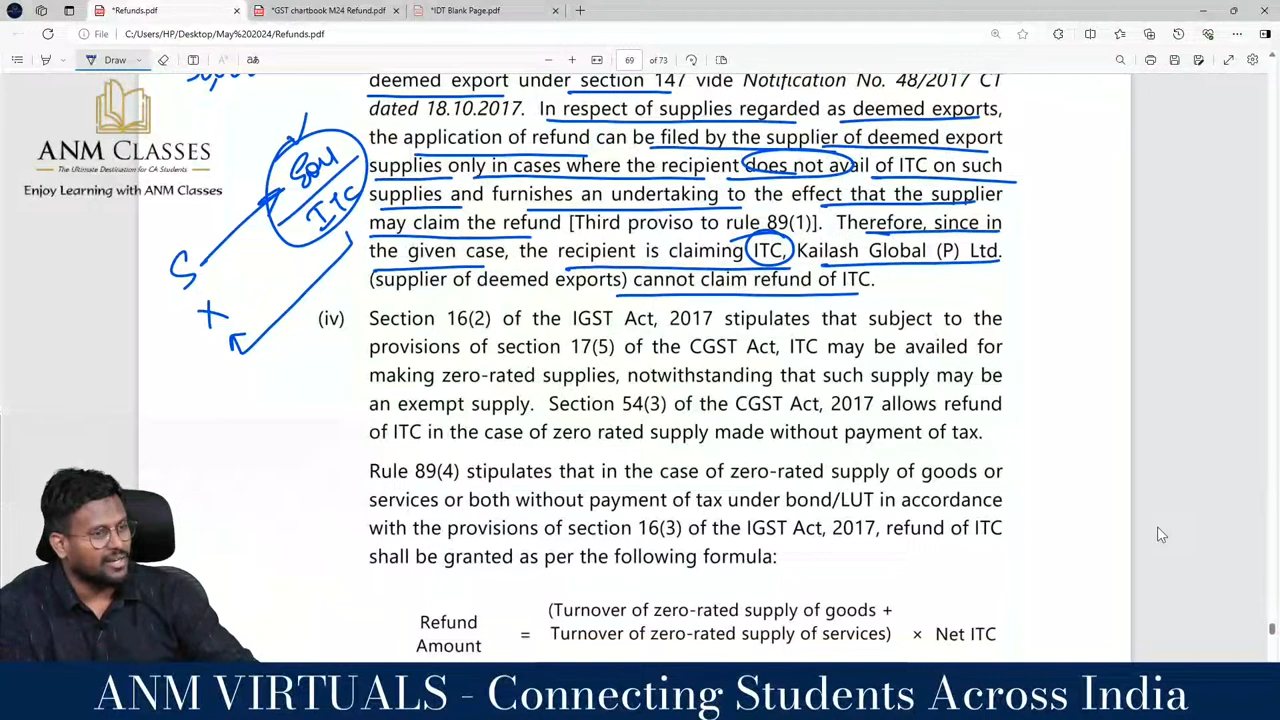 *Refunds.pdf
*GST chartbook M24 Refund.pdf
*IDT Blank Page.pdf
File
C:/Users/HP/Desktop/May%202024/Refunds.pdf
Draw
69
of 73
ANM CLASSES
The Ultimate Destination for CA Students
Enjoy Learning with ANM Classes
deemed export under section 147 vide Notification No. 48/2017 CT
dated 18.10.2017. In respect of supplies regarded as deemed exports,
the application of refund can be filed by the supplier of deemed export
supplies only in cases where the recipient does not avail of ITC on such
supplies and furnishes an undertaking to the effect that the supplier
may claim the refund [Third proviso to rule 89(1)]. Therefore, since in
the given case, the recipient is claiming ITC, Kailash Global (P) Ltd.
(supplier of deemed exports) cannot claim refund of ITC.
EOU
ITC
S
(iv) Section 16(2) of the IGST Act, 2017 stipulates that subject to the
provisions of section 17(5) of the CGST Act, ITC may be availed for
making zero-rated supplies, notwithstanding that such supply may be
an exempt supply. Section 54(3) of the CGST Act, 2017 allows refund
of ITC in the case of zero rated supply made without payment of tax.
Rule 89(4) stipulates that in the case of zero-rated supply of goods or
services or both without payment of tax under bond/LUT in accordance
with the provisions of section 16(3) of the IGST Act, 2017, refund of ITC
shall be granted as per the following formula:
(Turnover of zero-rated supply of goods +
Refund
Turnover of zero-rated supply of services)
= × Net ITC
Amount
ANM VIRTUALS - Connecting Students Across India